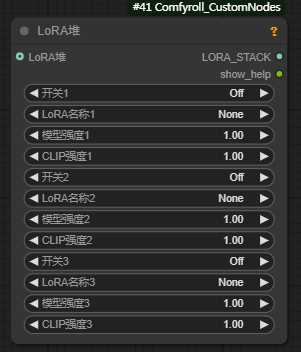 #41 Comfyroll_CustomNodes
LoRA堆 ?
LoRA堆 LORA_STACK
show_help
开关1 Off
LoRA名称1 None
模型强度1 1.00
CLIP强度1 1.00
开关2 Off
LoRA名称2 None
模型强度2 1.00
CLIP强度2 1.00
开关3 Off
LoRA名称3 None
模型强度3 1.00
CLIP强度3 1.00